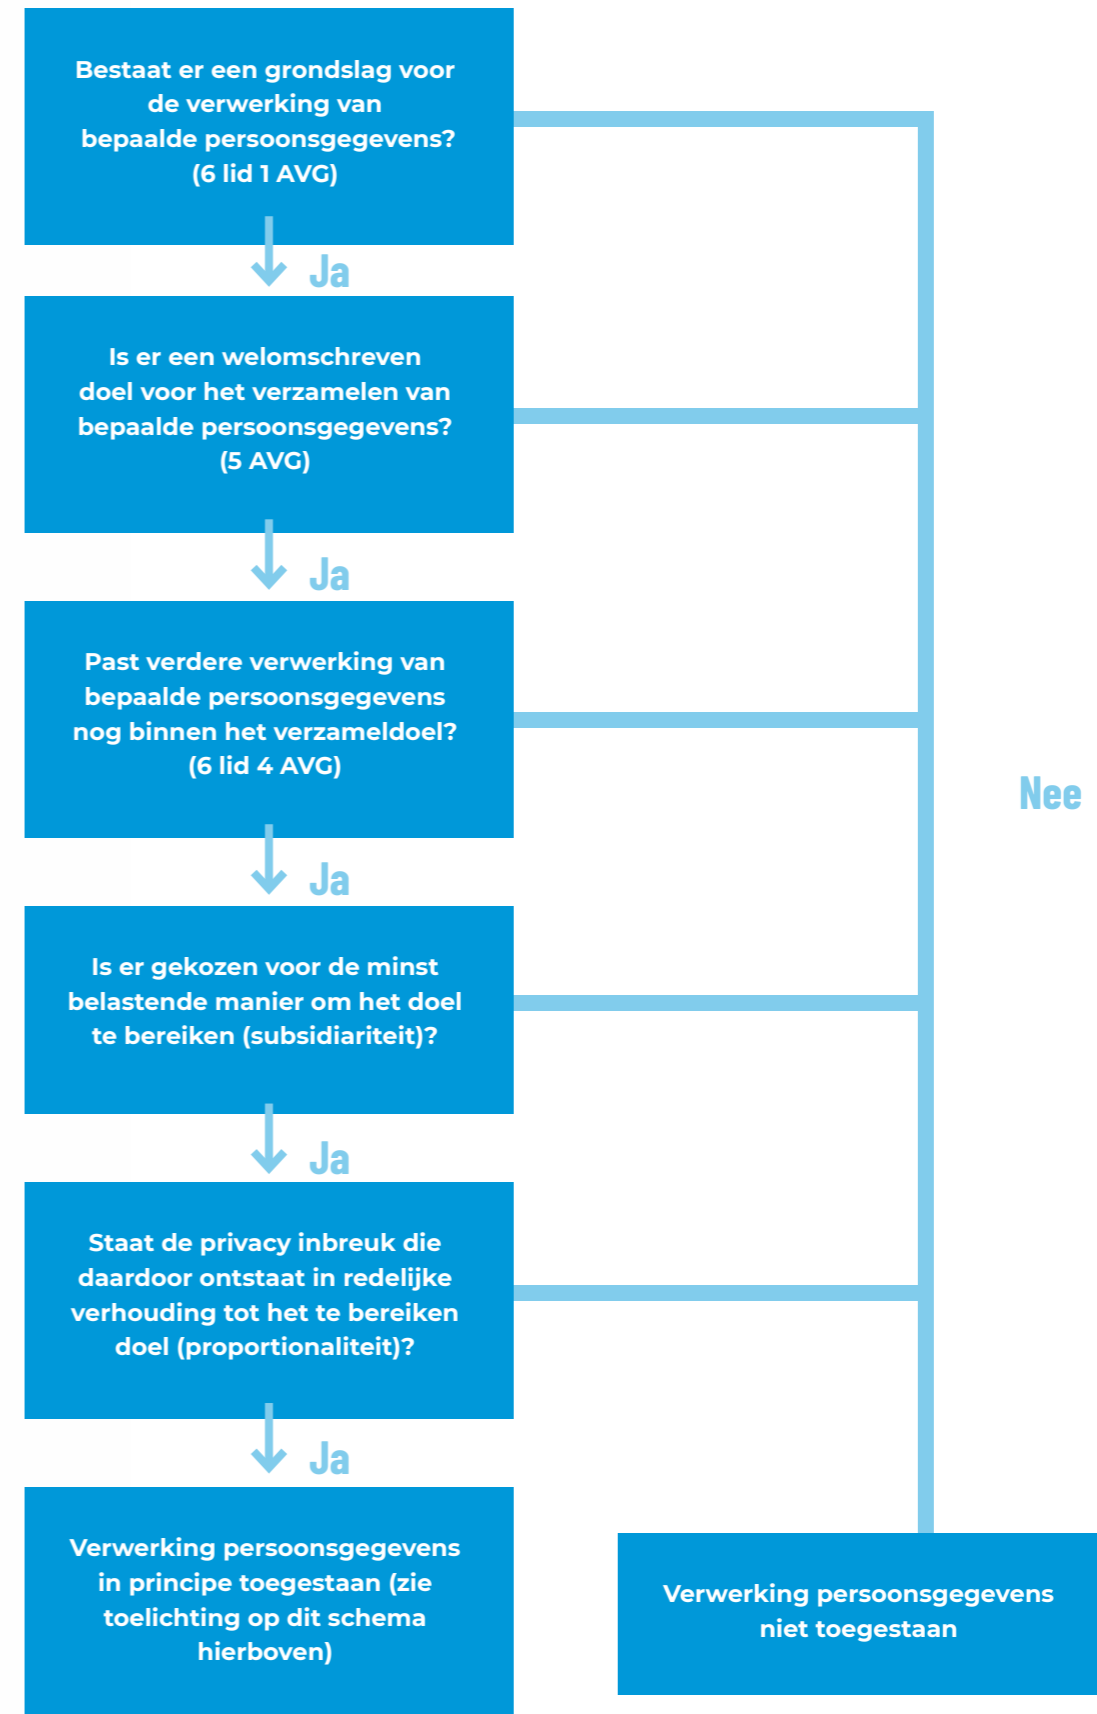 Bestaat er een grondslag voor
de verwerking van
bepaalde persoonsgegevens?
(6 lid 1 AVG)
Ja
Is er een welomschreven
doel voor het verzamelen van
bepaalde persoonsgegevens?
(5 AVG)
Ja
Past verdere verwerking van
bepaalde persoonsgegevens
nog binnen het verzameldoel?
(6 lid 4 AVG)
Nee
Ja
Is er gekozen voor de minst
belastende manier om het doel
te bereiken (subsidiariteit)?
Ja
Staat de privacy inbreuk die
daardoor ontstaat in redelijke
verhouding tot het te bereiken
doel (proportionaliteit)?
Ja
Verwerking persoonsgegevens
in principe toegestaan (zie
toelichting op dit schema
hierboven)
Verwerking persoonsgegevens
niet toegestaan